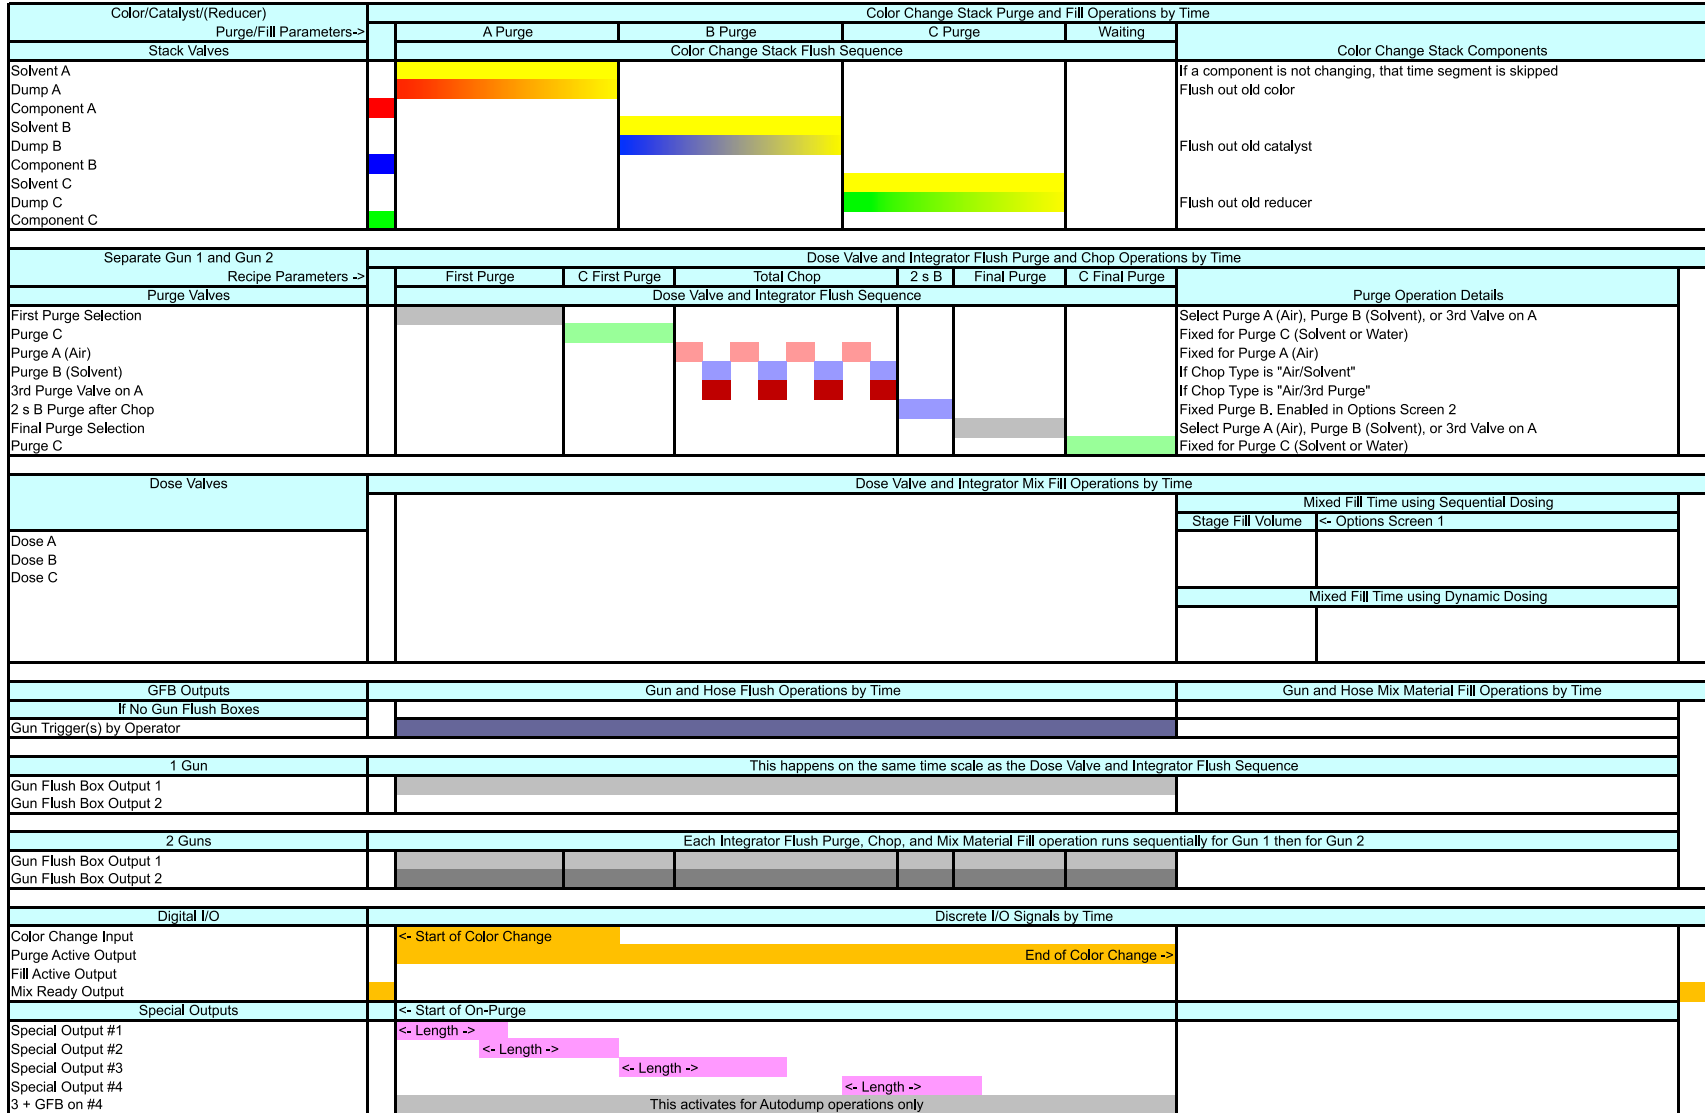 Color/Catalyst/(Reducer)
Color Change Stack Purge and Fill Operations by Time
Purge/Fill Parameters->
A Purge
B Purge
C Purge
Waiting
Stack Valves
Color Change Stack Flush Sequence
Color Change Stack Components
Solvent A
If a component is not changing, that time segment is skipped
Dump A
Flush out old color
Component A
Solvent B
Dump B
Flush out old catalyst
Component B
Solvent C
Dump C
Flush out old reducer
Component C
Separate Gun 1 and Gun 2
Dose Valve and Integrator Flush Purge and Chop Operations by Time
Recipe Parameters ->
First Purge
C First Purge
Total Chop
2 s B
Final Purge
C Final Purge
Purge Valves
Dose Valve and Integrator Flush Sequence
Purge Operation Details
First Purge Selection
Select Purge A (Air), Purge B (Solvent), or 3rd Valve on A
Purge C
Fixed for Purge C (Solvent or Water)
Purge A (Air)
Fixed for Purge A (Air)
Purge B (Solvent)
If Chop Type is "Air/Solvent"
3rd Purge Valve on A
If Chop Type is "Air/3rd Purge"
2 s B Purge after Chop
Fixed Purge B. Enabled in Options Screen 2
Final Purge Selection
Select Purge A (Air), Purge B (Solvent), or 3rd Valve on A
Purge C
Fixed for Purge C (Solvent or Water)
Dose Valves
Dose Valve and Integrator Mix Fill Operations by Time
Mixed Fill Time using Sequential Dosing
Stage Fill Volume
<- Options Screen 1
Dose A
Dose B
Dose C
Mixed Fill Time using Dynamic Dosing
GFB Outputs
Gun and Hose Flush Operations by Time
Gun and Hose Mix Material Fill Operations by Time
If No Gun Flush Boxes
Gun Trigger(s) by Operator
1 Gun
This happens on the same time scale as the Dose Valve and Integrator Flush Sequence
Gun Flush Box Output 1
Gun Flush Box Output 2
2 Guns
Each Integrator Flush Purge, Chop, and Mix Material Fill operation runs sequentially for Gun 1 then for Gun 2
Gun Flush Box Output 1
Gun Flush Box Output 2
Digital I/O
Discrete I/O Signals by Time
Color Change Input
<- Start of Color Change
Purge Active Output
End of Color Change ->
Fill Active Output
Mix Ready Output
Special Outputs
<- Start of On-Purge
Special Output #1
<- Length ->
Special Output #2
<- Length ->
Special Output #3
<- Length ->
Special Output #4
<- Length ->
3 + GFB on #4
This activates for Autodump operations only